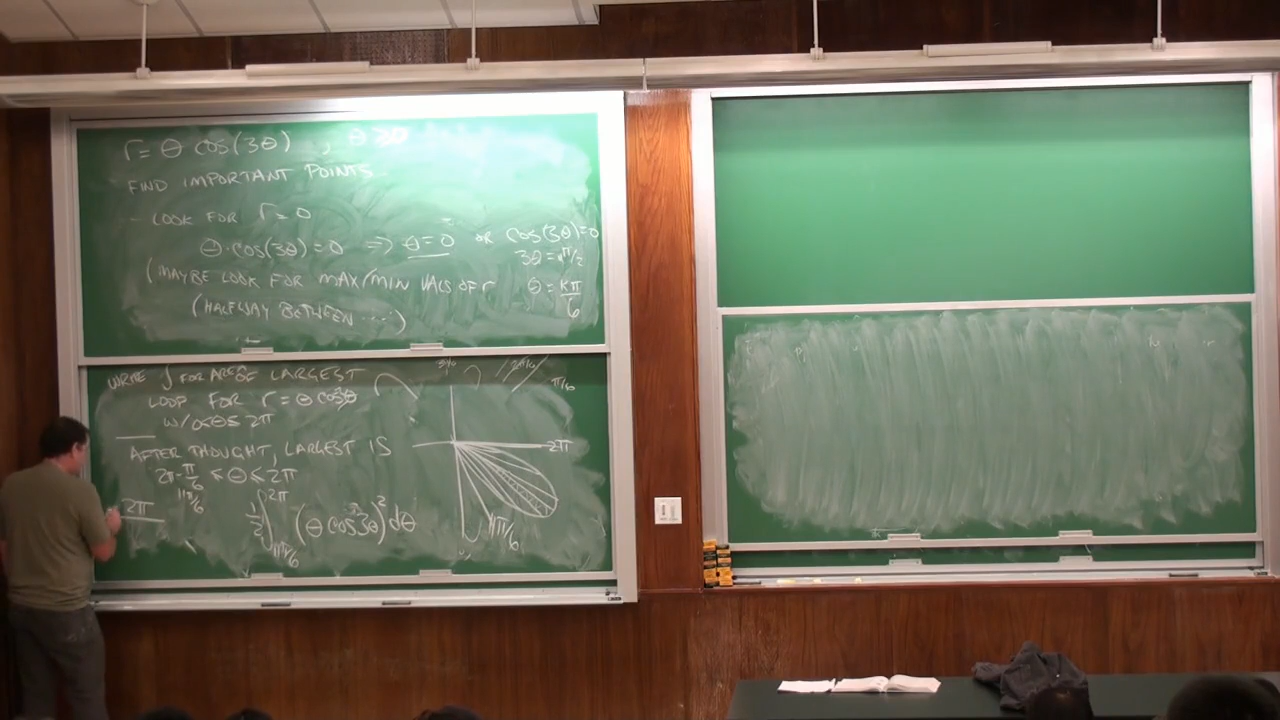 r = θ cos(3θ) , θ ≥ 0
FIND IMPORTANT POINTS
- LOOK FOR r = 0
θ·cos(3θ) = 0 => θ = 0 OR cos(3θ) = 0
3θ = kπ/2
(MAYBE LOOK FOR MAX/MIN VALS OF r
θ = kπ/6
(HALFWAY BETWEEN ....)
WRITE ∫ FOR AREA LARGEST
LOOP FOR r = θ cos3θ
W/ 0≤θ≤2π
AFTER THOUGHT, LARGEST IS
2π-π/6 ≤ θ ≤ 2π
11π/6
2π
1/2 ∫ 11π/6 2π (θ cos3θ)² dθ
π/6
2π
11π/6